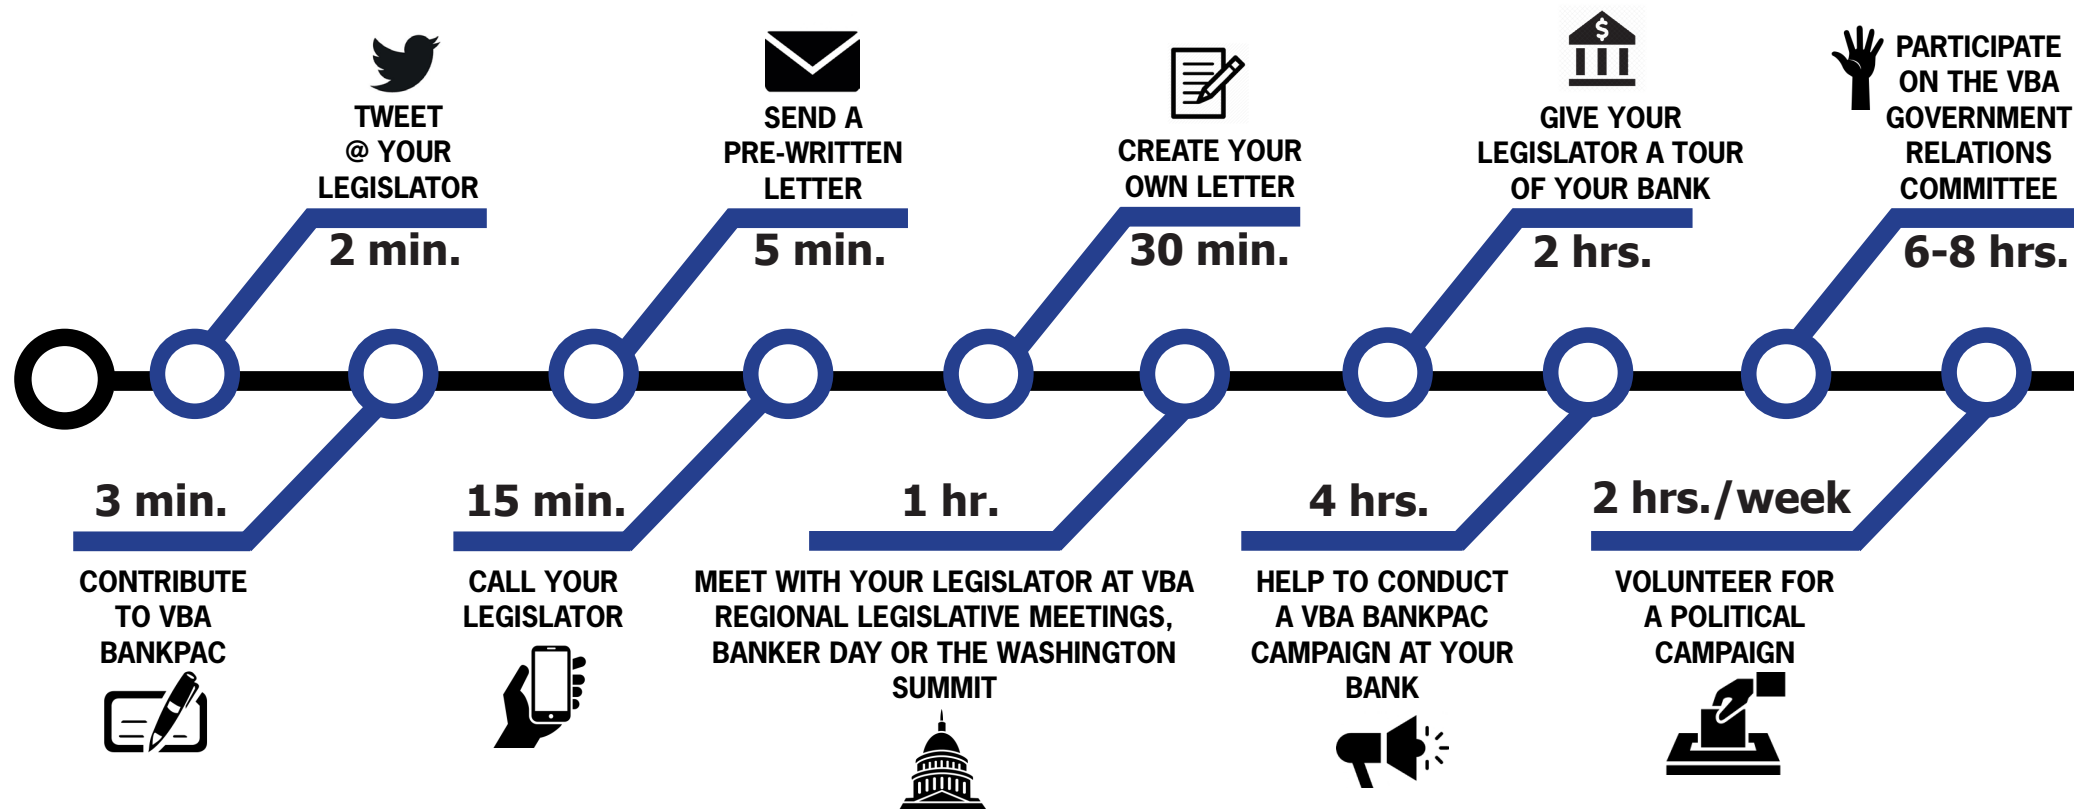 TWEET
@ YOUR
LEGISLATOR
2 min.
SEND A
PRE-WRITTEN
LETTER
5 min.
CREATE YOUR
OWN LETTER
30 min.
$
GIVE YOUR
LEGISLATOR A TOUR
OF YOUR BANK
2 hrs.
PARTICIPATE
ON THE VBA
GOVERNMENT
RELATIONS
COMMITTEE
6-8 hrs.
3 min.
CONTRIBUTE
TO VBA
BANKPAC
15 min.
CALL YOUR
LEGISLATOR
1 hr.
MEET WITH YOUR LEGISLATOR AT VBA
REGIONAL LEGISLATIVE MEETINGS,
BANKER DAY OR THE WASHINGTON
SUMMIT
4 hrs.
HELP TO CONDUCT
A VBA BANKPAC
CAMPAIGN AT YOUR
BANK
2 hrs./week
VOLUNTEER FOR
A POLITICAL
CAMPAIGN